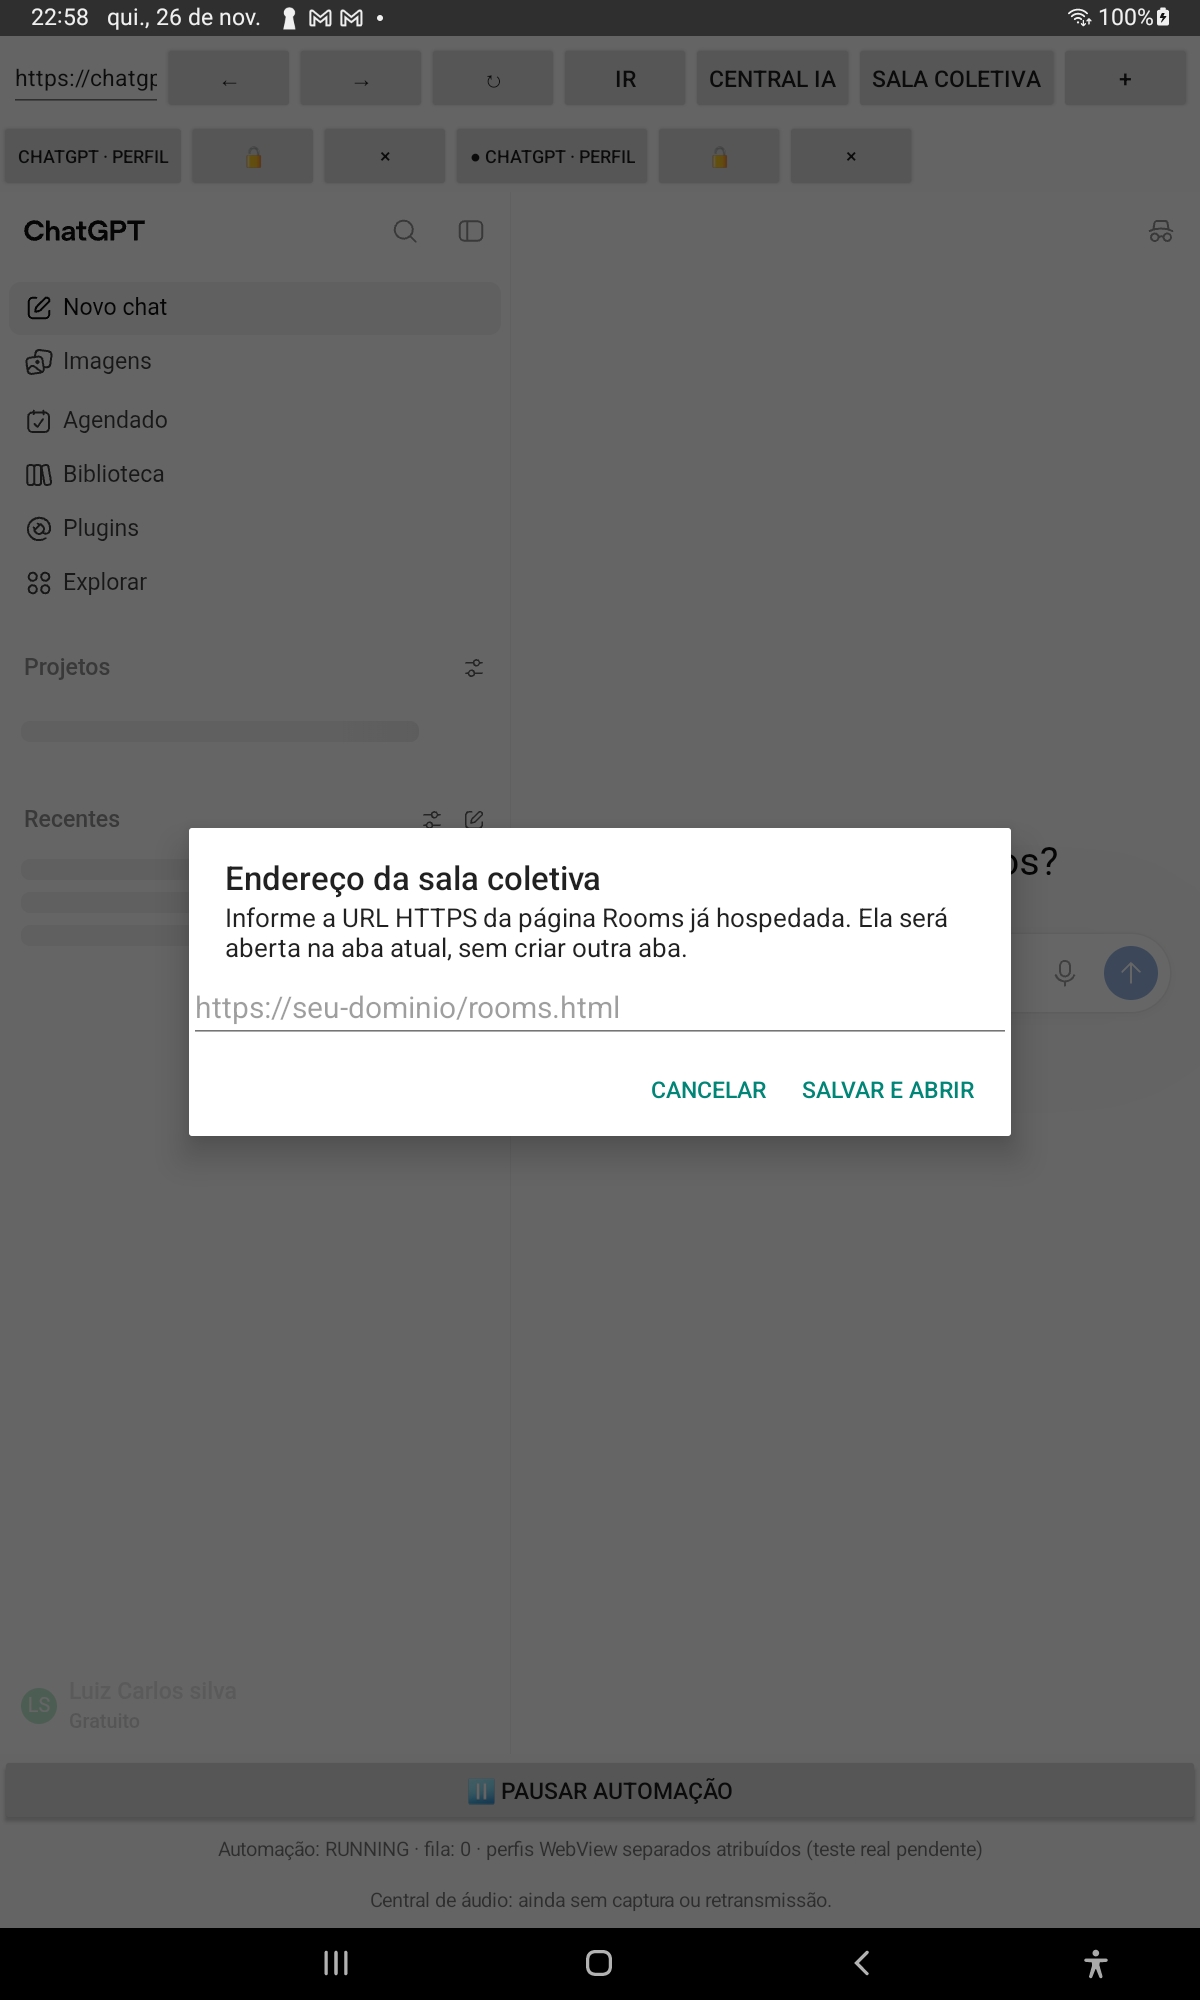 22:58 qui., 26 de nov. 100%
https://chatgp ← → ↻ IR CENTRAL IA SALA COLETIVA +
CHATGPT · PERFIL × ● CHATGPT · PERFIL ×
ChatGPT
Novo chat
Imagens
Agendado
Biblioteca
Plugins
Explorar
Projetos
Recentes
os?
Endereço da sala coletiva
Informe a URL HTTPS da página Rooms já hospedada. Ela será
aberta na aba atual, sem criar outra aba.
https://seu-dominio/rooms.html
CANCELAR SALVAR E ABRIR
LS Luiz Carlos silva
Gratuito
PAUSAR AUTOMAÇÃO
Automação: RUNNING · fila: 0 · perfis WebView separados atribuídos (teste real pendente)
Central de áudio: ainda sem captura ou retransmissão.